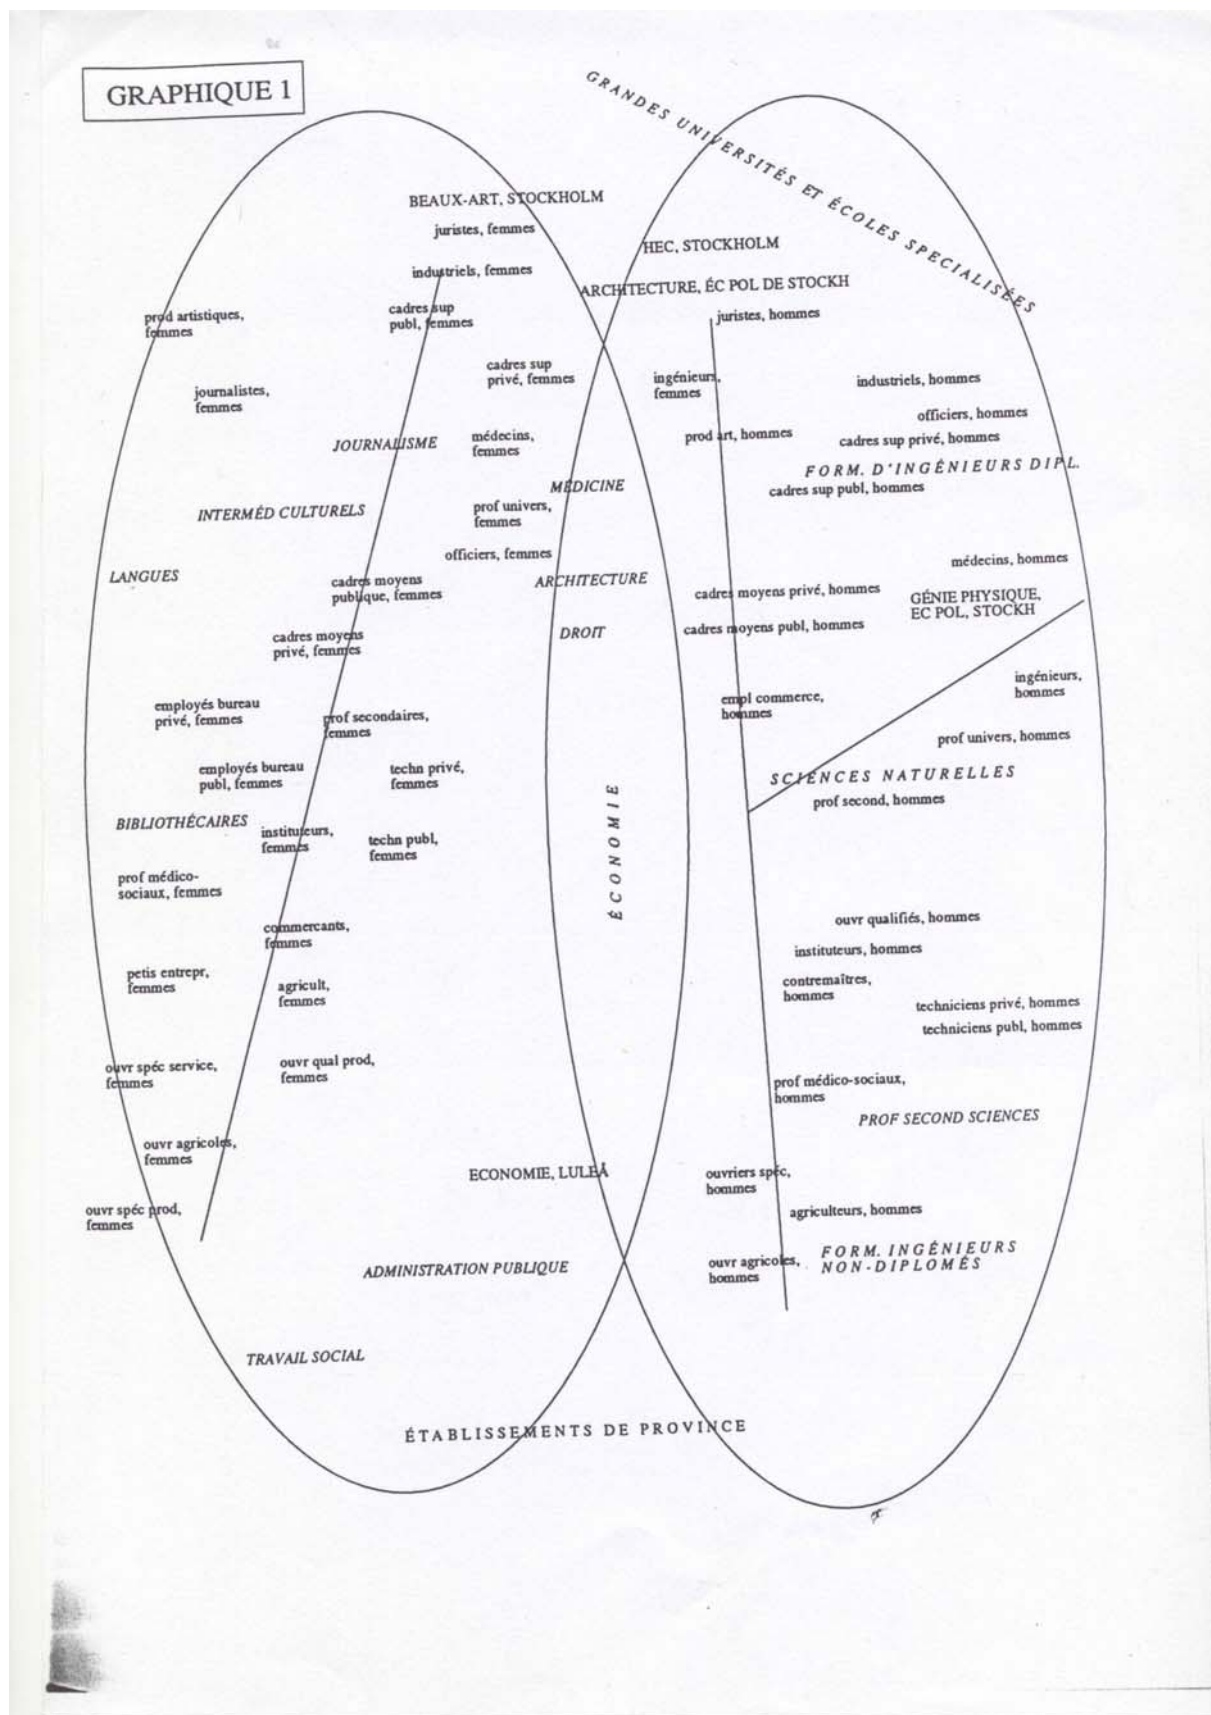 GRAPHIQUE 1
GRANDES UNIVERSITÉS ET ÉCOLES SPECIALISÉES
BEAUX-ART, STOCKHOLM
juristes, femmes
HEC, STOCKHOLM
industriels, femmes
ARCHITECTURE, ÉC POL DE STOCKH
prod artistiques,
femmes
cadres sup
publ, femmes
juristes, hommes
cadres sup
privé, femmes
ingénieurs,
femmes
industriels, hommes
journalistes,
femmes
officiers, hommes
JOURNALISME
médecins,
femmes
prod art, hommes
cadres sup privé, hommes
FORM. D'INGÉNIEURS DIPL.
MÉDICINE
cadres sup publ, hommes
INTERMÉD CULTURELS
prof univers,
femmes
officiers, femmes
médecins, hommes
LANGUES
cadres moyens
publique, femmes
ARCHITECTURE
cadres moyens privé, hommes
GÉNIE PHYSIQUE,
EC POL, STOCKH
cadres moyens
privé, femmes
DROIT
cadres moyens publ, hommes
ingénieurs,
hommes
employés bureau
privé, femmes
prof secondaires,
femmes
empl commerce,
hommes
prof univers, hommes
employés bureau
publ, femmes
techn privé,
femmes
SCIENCES NATURELLES
prof second, hommes
BIBLIOTHÉCAIRES
instituteurs,
femmes
techn publ,
femmes
ÉCONOMIE
prof médico-
sociaux, femmes
commercants,
femmes
ouvr qualifiés, hommes
instituteurs, hommes
petis entrepr,
femmes
agricult,
femmes
contremaîtres,
hommes
techniciens privé, hommes
techniciens publ, hommes
ouvr spéc service,
femmes
ouvr qual prod,
femmes
prof médico-sociaux,
hommes
PROF SECOND SCIENCES
ouvr agricoles,
femmes
ECONOMIE, LULEÅ
ouvriers spéc,
hommes
ouvr spéc prod,
femmes
agriculteurs, hommes
ADMINISTRATION PUBLIQUE
ouvr agricoles,
hommes
FORM. INGÉNIEURS
NON-DIPLOMÉS
TRAVAIL SOCIAL
ÉTABLISSEMENTS DE PROVINCE